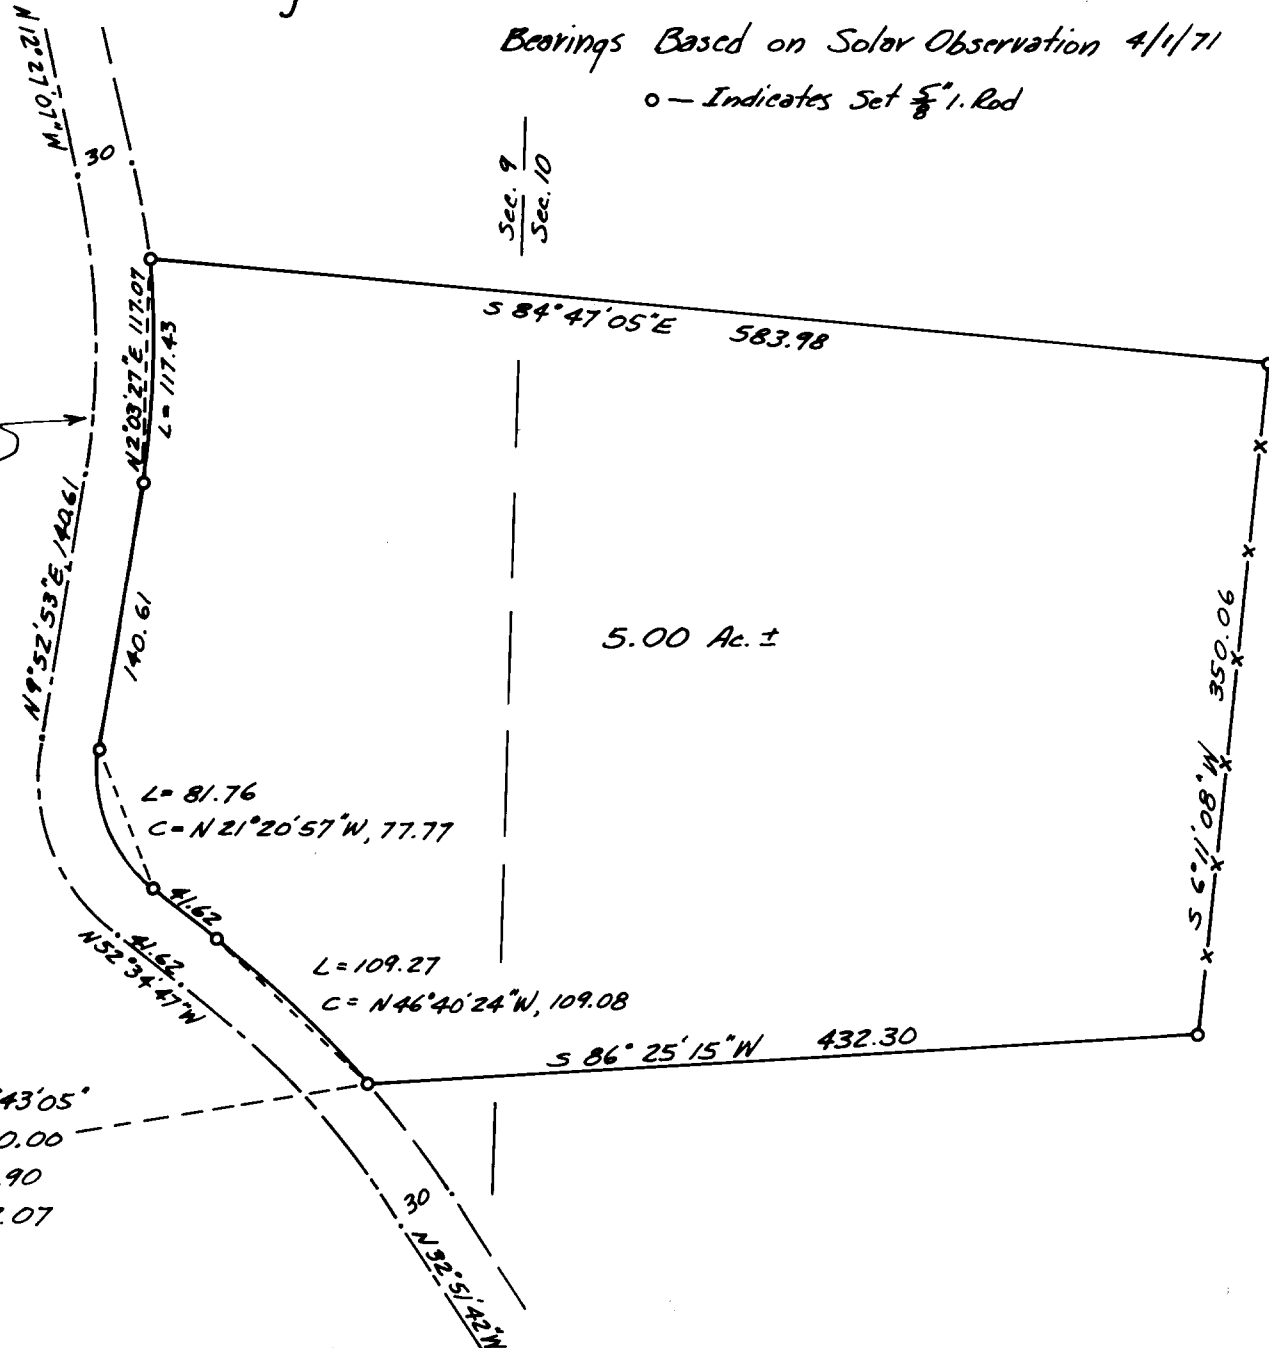 Bearings Based on Solar Observation 4/1/71
o — Indicates Set 5/8" I. Rod
N 12°27'07"W
30
Sec. 9
Sec. 10
S 84°47'05"E 583.98
N2°03'27"E 117.07
L= 117.43
N9°52'53"E, 140.61
140.61
5.00 Ac. ±
S 6°11'08"W 350.06
L= 81.76
C= N 21°20'57"W, 77.77
41.62
41.62
N52°34'47"W
L= 109.27
C= N46°40'24"W, 109.08
S 86°25'15"W 432.30
43'05"
0.00
.90
2.07
30
N32°51'42"W